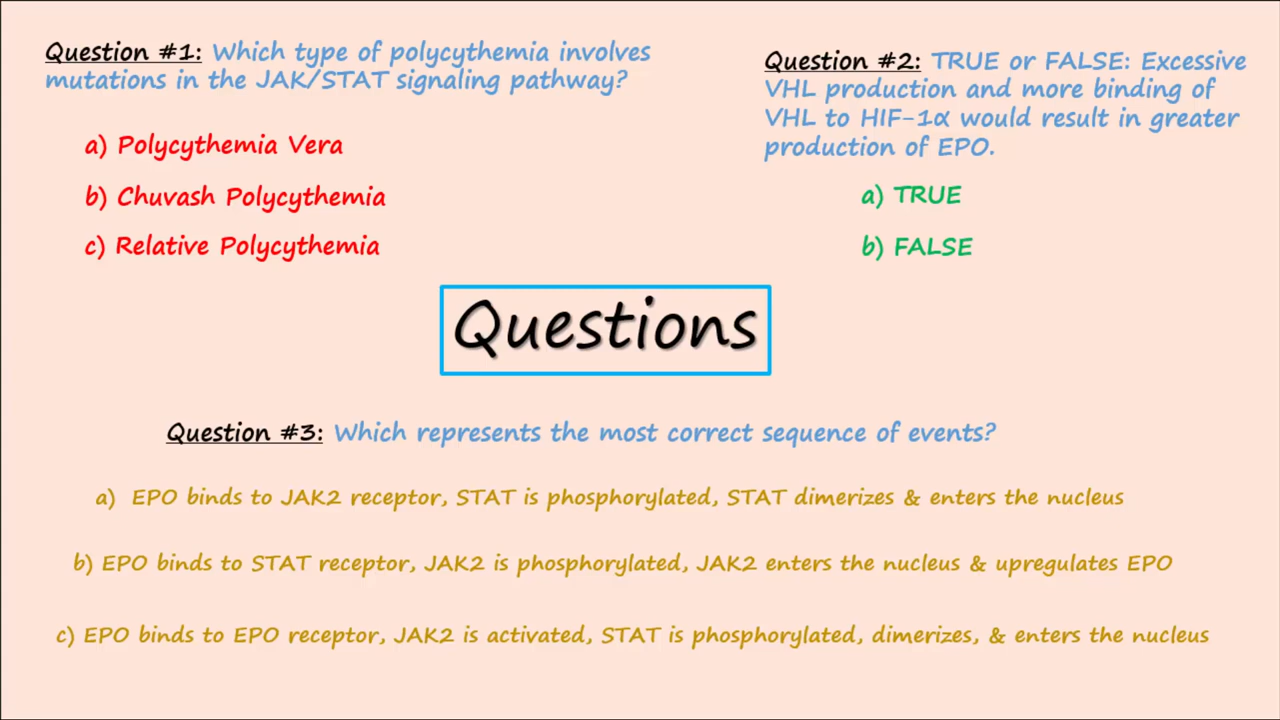 Question #1: Which type of polycythemia involves
mutations in the JAK/STAT signaling pathway?
a) Polycythemia Vera
b) Chuvash Polycythemia
c) Relative Polycythemia
Question #2: TRUE or FALSE: Excessive
VHL production and more binding of
VHL to HIF-1α would result in greater
production of EPO.
a) TRUE
b) FALSE
Questions
Question #3: Which represents the most correct sequence of events?
a) EPO binds to JAK2 receptor, STAT is phosphorylated, STAT dimerizes & enters the nucleus
b) EPO binds to STAT receptor, JAK2 is phosphorylated, JAK2 enters the nucleus & upregulates EPO
c) EPO binds to EPO receptor, JAK2 is activated, STAT is phosphorylated, dimerizes, & enters the nucleus